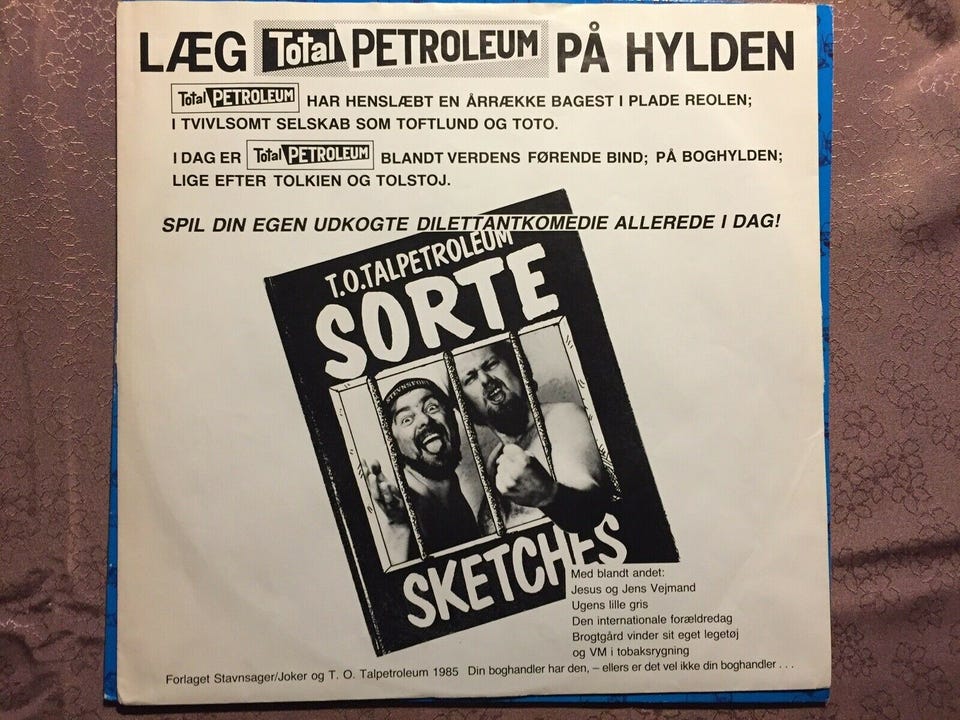 LÆG Total PETROLEUM PÅ HYLDEN
Total PETROLEUM HAR HENSLÆBT EN ÅRRÆKKE BAGEST I PLADE REOLEN;
I TVIVLSOMT SELSKAB SOM TOFTLUND OG TOTO.
I DAG ER Total PETROLEUM BLANDT VERDENS FØRENDE BIND; PÅ BOGHYLDEN;
LIGE EFTER TOLKIEN OG TOLSTOJ.
SPIL DIN EGEN UDKOGTE DILETTANTKOMEDIE ALLEREDE I DAG!
T.O.TALPETROLEUM
SORTE
STEVNSFORT
SKETCHES
Med blandt andet:
Jesus og Jens Vejmand
Ugens lille gris
Den internationale forældredag
Brogtgård vinder sit eget legetøj
og VM i tobaksrygning
Forlaget Stavnsager/Joker og T. O. Talpetroleum 1985 Din boghandler har den, – ellers er det vel ikke din boghandler . . .